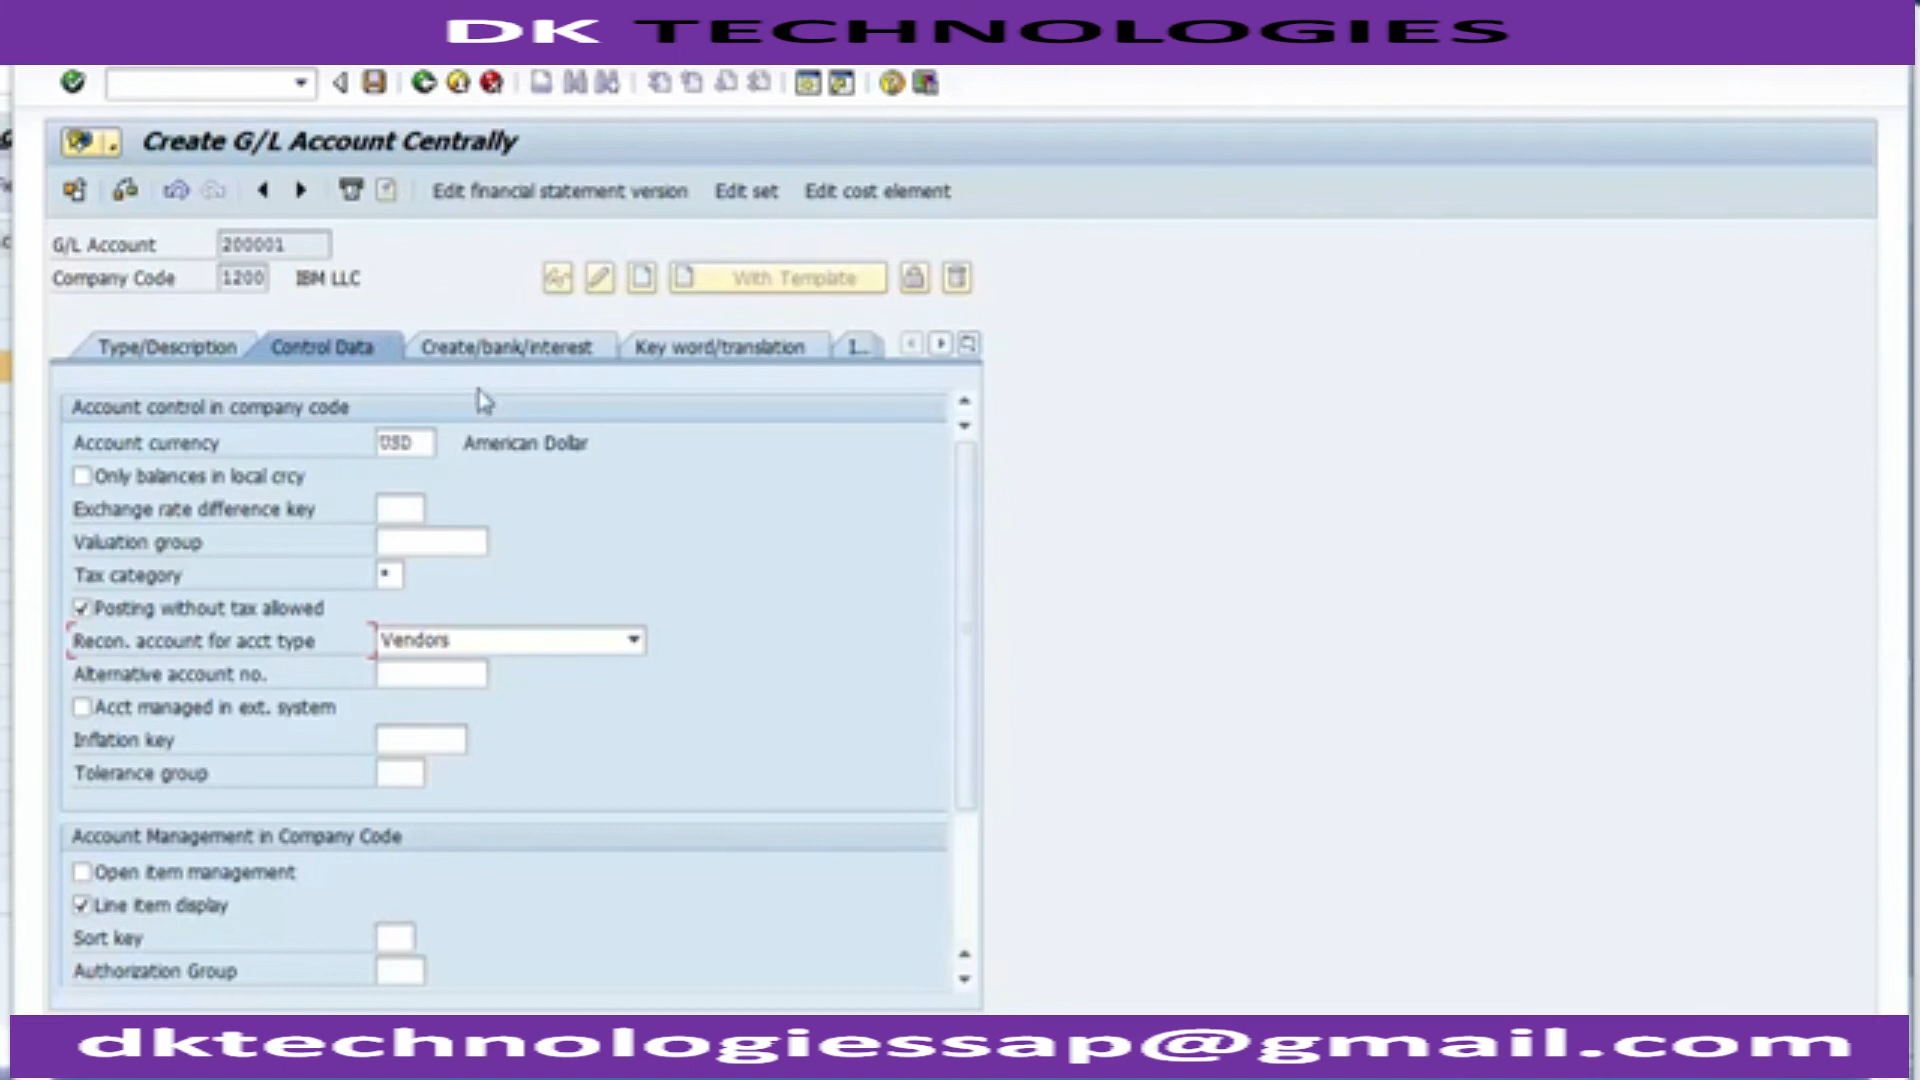 DK TECHNOLOGIES
Create G/L Account Centrally
Edit financial statement version Edit set Edit cost element
G/L Account 200001
Company Code 1200 IBM LLC
With Template
Type/Description Control Data Create/bank/interest Key word/translation I...
Account control in company code
Account currency USD American Dollar
Only balances in local crcy
Exchange rate difference key
Valuation group
Tax category *
Posting without tax allowed
Recon. account for acct type Vendors
Alternative account no.
Acct managed in ext. system
Inflation key
Tolerance group
Account Management in Company Code
Open item management
Line item display
Sort key
Authorization Group
dktechnologiessap@gmail.com